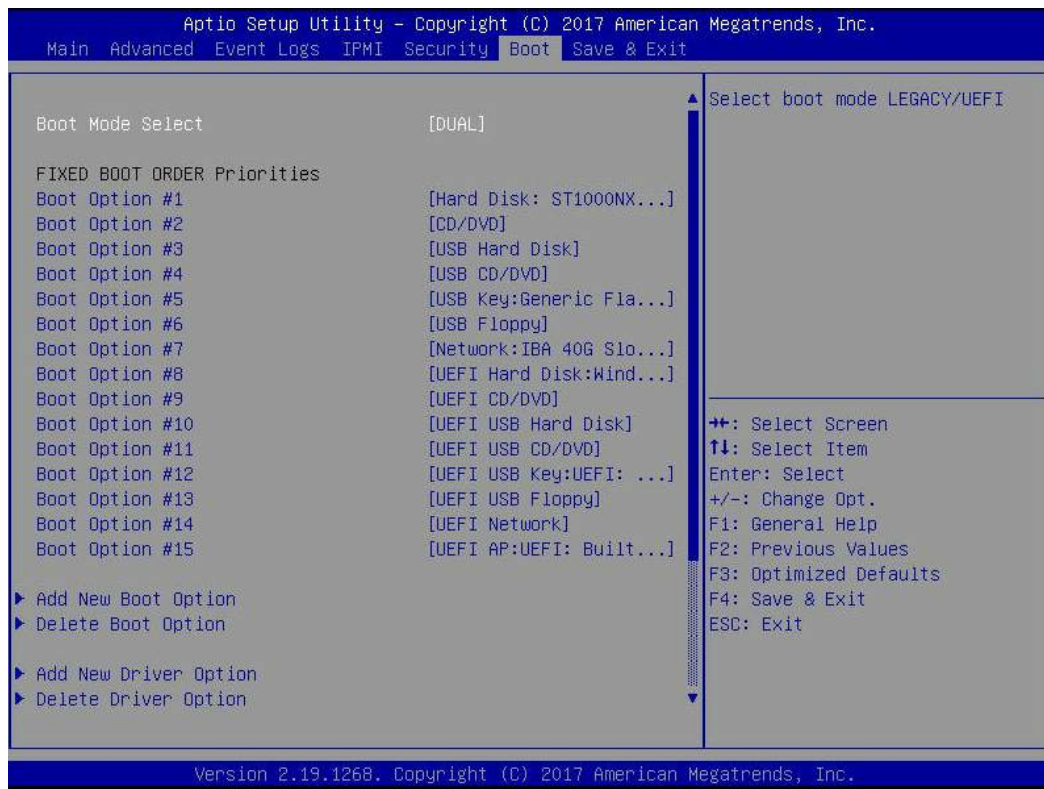 Aptio Setup Utility – Copyright (C) 2017 American Megatrends, Inc.
Main Advanced Event Logs IPMI Security Boot Save & Exit
Boot Mode Select [DUAL]
FIXED BOOT ORDER Priorities
Boot Option #1 [Hard Disk: ST1000NX...]
Boot Option #2 [CD/DVD]
Boot Option #3 [USB Hard Disk]
Boot Option #4 [USB CD/DVD]
Boot Option #5 [USB Key:Generic Fla...]
Boot Option #6 [USB Floppy]
Boot Option #7 [Network:IBA 40G Slo...]
Boot Option #8 [UEFI Hard Disk:Wind...]
Boot Option #9 [UEFI CD/DVD]
Boot Option #10 [UEFI USB Hard Disk]
Boot Option #11 [UEFI USB CD/DVD]
Boot Option #12 [UEFI USB Key:UEFI: ...]
Boot Option #13 [UEFI USB Floppy]
Boot Option #14 [UEFI Network]
Boot Option #15 [UEFI AP:UEFI: Built...]
Add New Boot Option
Delete Boot Option
Add New Driver Option
Delete Driver Option
Select boot mode LEGACY/UEFI
→←: Select Screen
↑↓: Select Item
Enter: Select
+/-: Change Opt.
F1: General Help
F2: Previous Values
F3: Optimized Defaults
F4: Save & Exit
ESC: Exit
Version 2.19.1268. Copyright (C) 2017 American Megatrends, Inc.